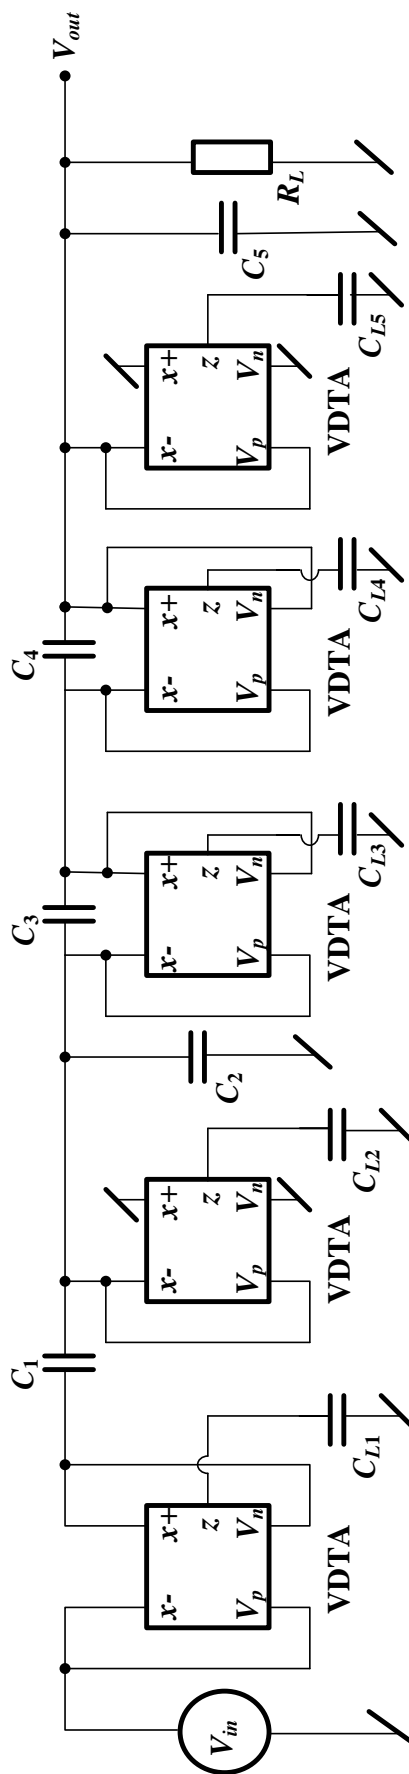 V_in
x- x+
z
V_p V_n
VDTA
C_L1
C_1
x- x+
z
V_p V_n
VDTA
C_L2
C_2
C_3
x- x+
z
V_p V_n
VDTA
C_L3
C_4
x- x+
z
V_p V_n
VDTA
C_L4
x- x+
z
V_p V_n
VDTA
C_L5
C_5
R_L
V_out